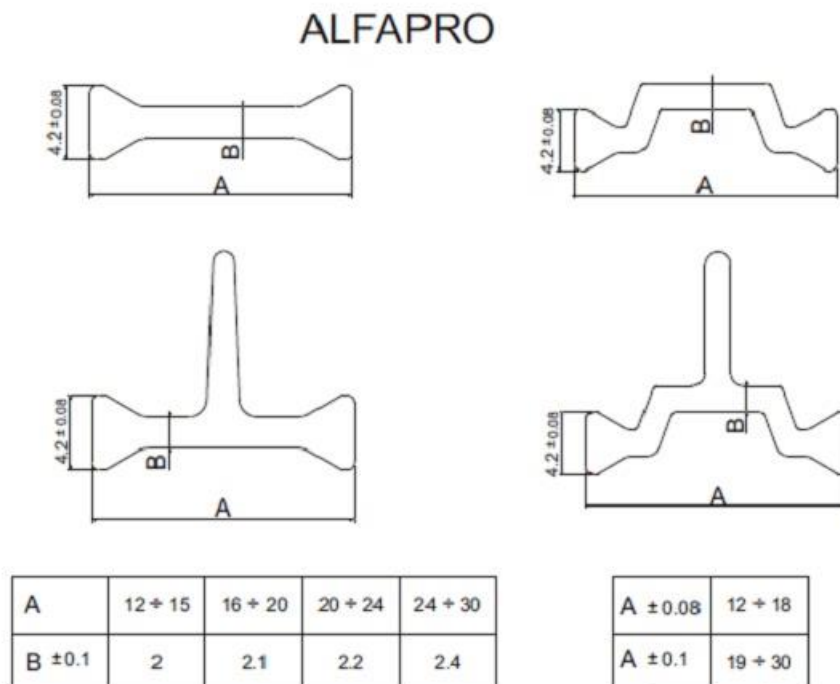 ALFAPRO
4.2 ± 0.08
B
A
4.2 ± 0.08
B
A
4.2 ± 0.08
B
A
4.2 ± 0.08
B
A
A 12 ÷ 15 16 ÷ 20 20 ÷ 24 24 ÷ 30
B ±0.1 2 2.1 2.2 2.4
A ±0.08 12 ÷ 18
A ±0.1 19 ÷ 30